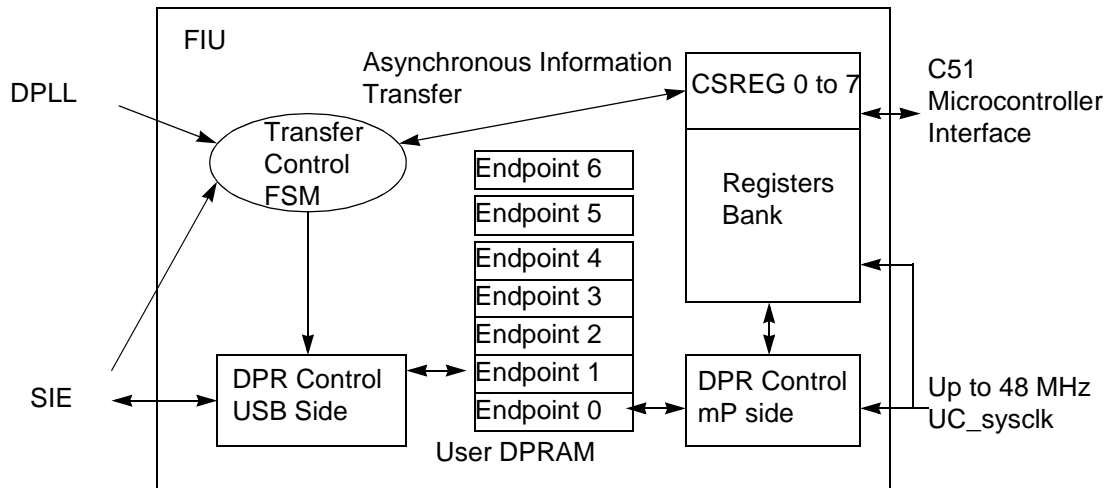 FIU
DPLL
Asynchronous Information
Transfer
CSREG 0 to 7
C51
Microcontroller
Interface
Transfer
Control
FSM
Endpoint 6
Endpoint 5
Endpoint 4
Endpoint 3
Endpoint 2
Endpoint 1
Endpoint 0
Registers
Bank
SIE
DPR Control
USB Side
User DPRAM
DPR Control
mP side
Up to 48 MHz
UC_sysclk